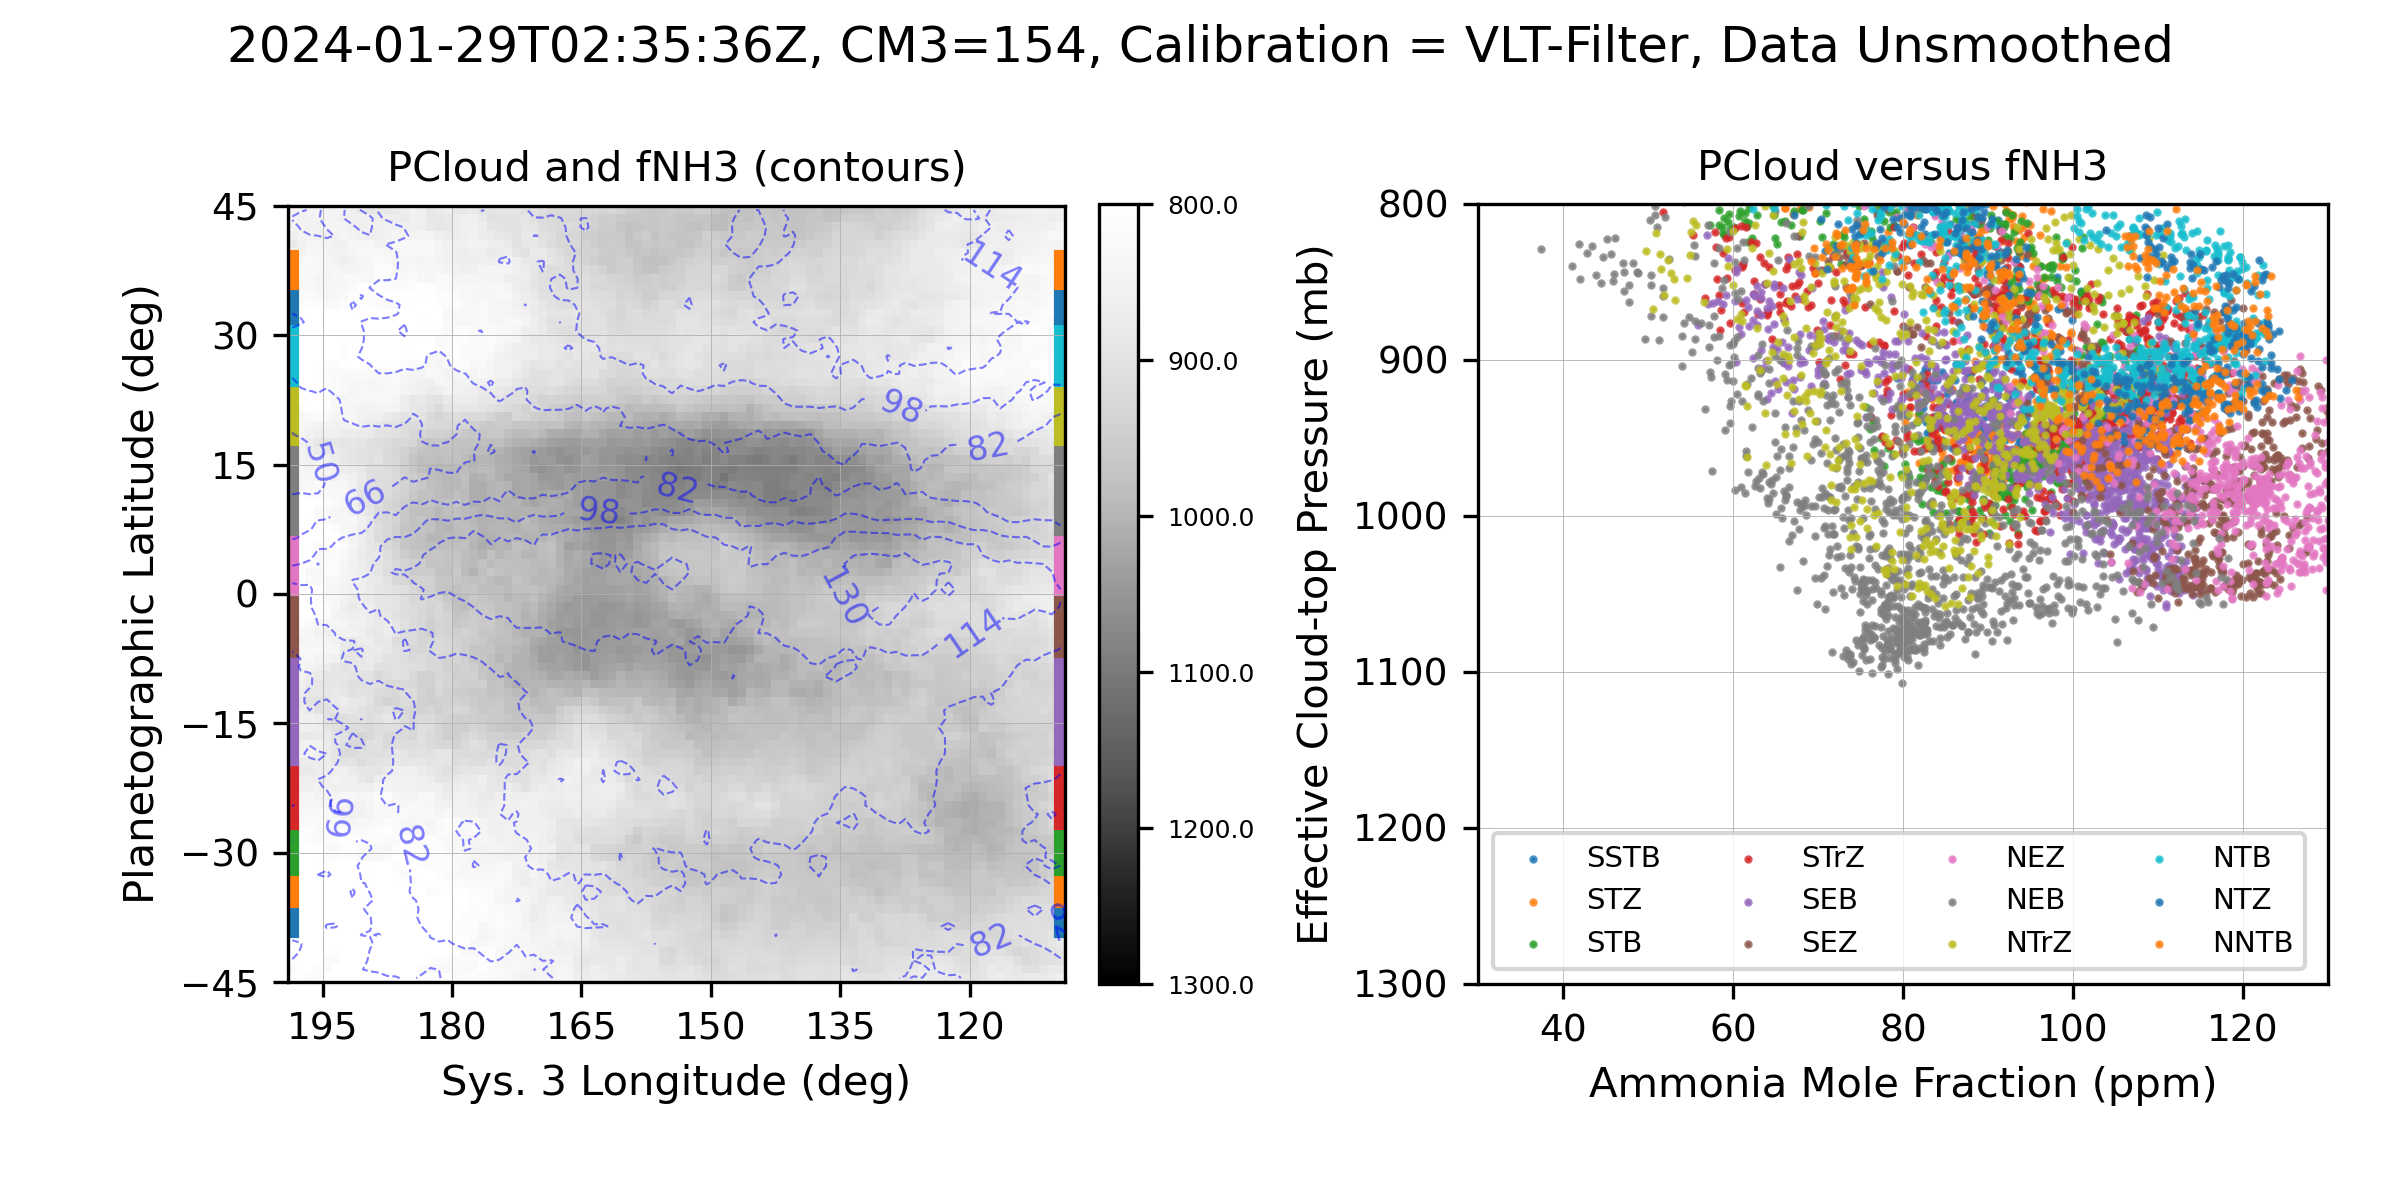 2024-01-29T02:35:36Z, CM3=154, Calibration = VLT-Filter, Data Unsmoothed
PCloud and fNH3 (contours)
Planetographic Latitude (deg)
45
30
15
0
−15
−30
−45
195
180
165
150
135
120
Sys. 3 Longitude (deg)
114
98
82
50
66
82
98
130
114
66
82
82
800.0
900.0
1000.0
1100.0
1200.0
1300.0
PCloud versus fNH3
Effective Cloud-top Pressure (mb)
800
900
1000
1100
1200
1300
SSTB
STZ
STB
STrZ
SEB
SEZ
NEZ
NEB
NTrZ
NTB
NTZ
NNTB
40
60
80
100
120
Ammonia Mole Fraction (ppm)